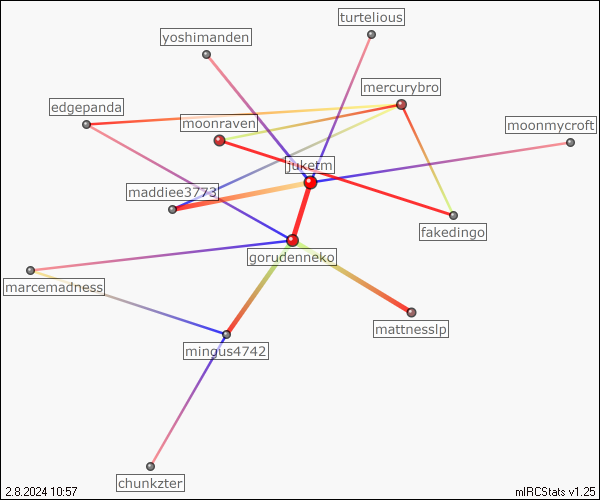 turtelious
yoshimanden
mercurybro
edgepanda
moonraven
moonmycroft
juketm
maddiee3773
fakedingo
gorudenneko
marcemadness
mattnesslp
mingus4742
chunkzter
2.8.2024 10:57
mIRCStats v1.25